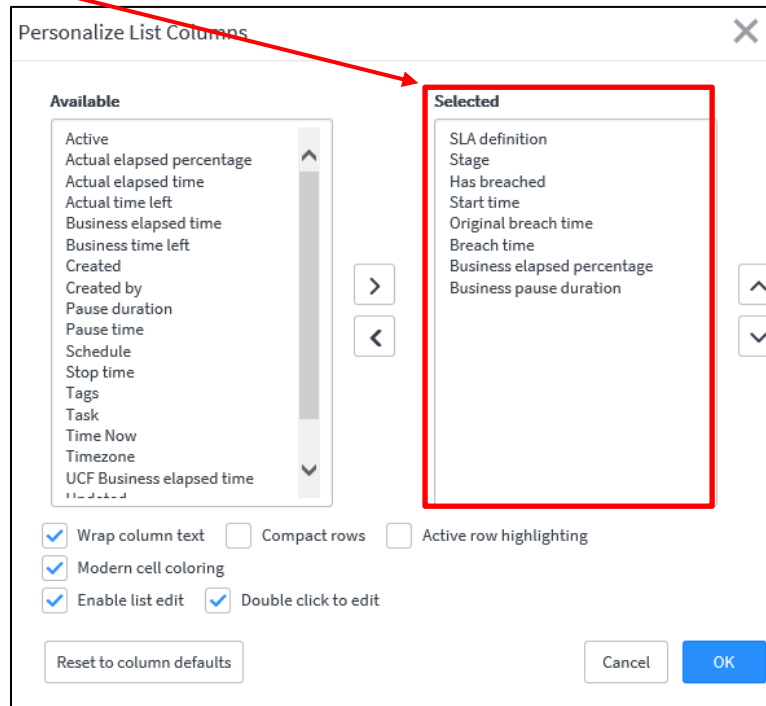 Personalize List Columns
Available
Active
Actual elapsed percentage
Actual elapsed time
Actual time left
Business elapsed time
Business time left
Created
Created by
Pause duration
Pause time
Schedule
Stop time
Tags
Task
Time Now
Timezone
UCF Business elapsed time
Updated
Selected
SLA definition
Stage
Has breached
Start time
Original breach time
Breach time
Business elapsed percentage
Business pause duration
Wrap column text Compact rows Active row highlighting
Modern cell coloring
Enable list edit Double click to edit
Reset to column defaults Cancel OK